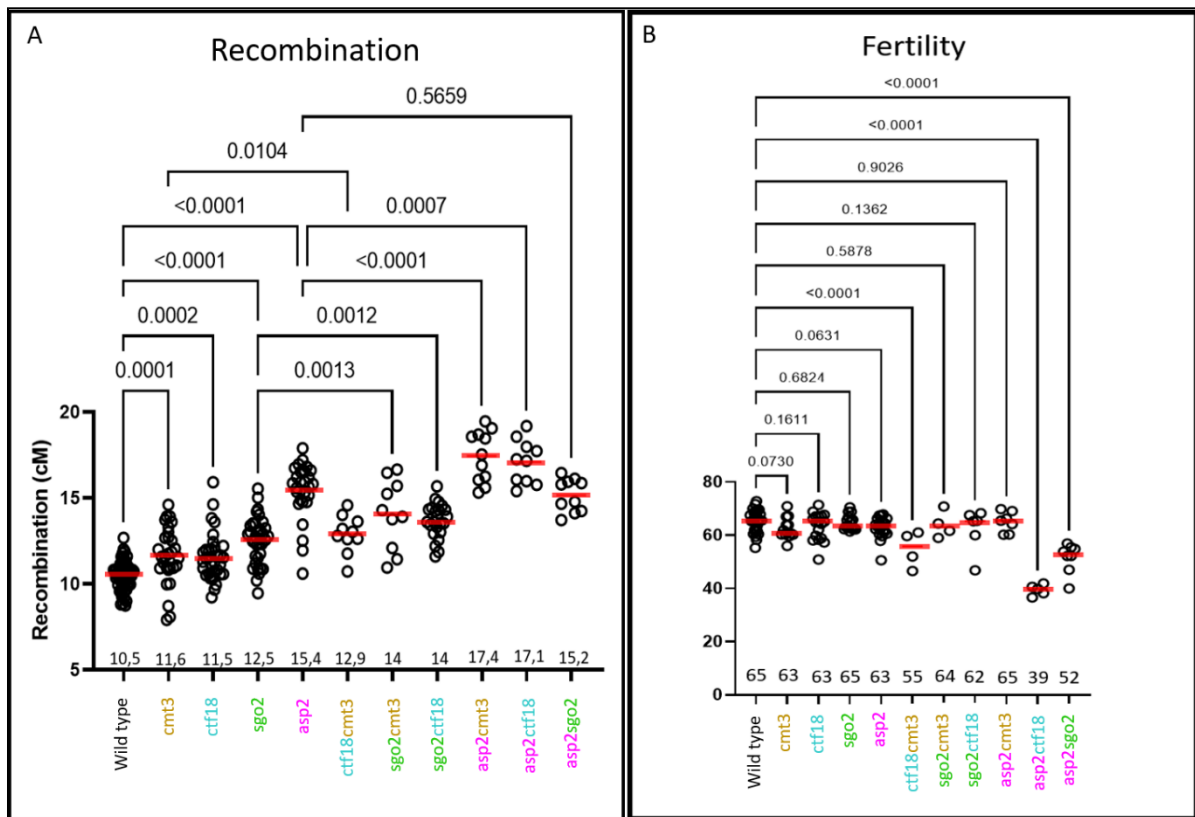 A
Recombination
0.5659
0.0104
<0.0001
0.0007
<0.0001
<0.0001
0.0002
0.0012
0.0001
0.0013
Recombination (cM)
20
15
10
5
10,5
11,6
11,5
12,5
15,4
12,9
14
14
17,4
17,1
15,2
Wild type
cmt3
ctf18
sgo2
asp2
ctf18cmt3
sgo2cmt3
sgo2ctf18
asp2cmt3
asp2ctf18
asp2sgo2
B
Fertility
<0.0001
<0.0001
0.9026
0.1362
0.5878
<0.0001
0.0631
0.6824
0.1611
0.0730
80
60
40
20
0
65
63
63
65
63
55
64
62
65
39
52
Wild type
cmt3
ctf18
sgo2
asp2
ctf18cmt3
sgo2cmt3
sgo2ctf18
asp2cmt3
asp2ctf18
asp2sgo2